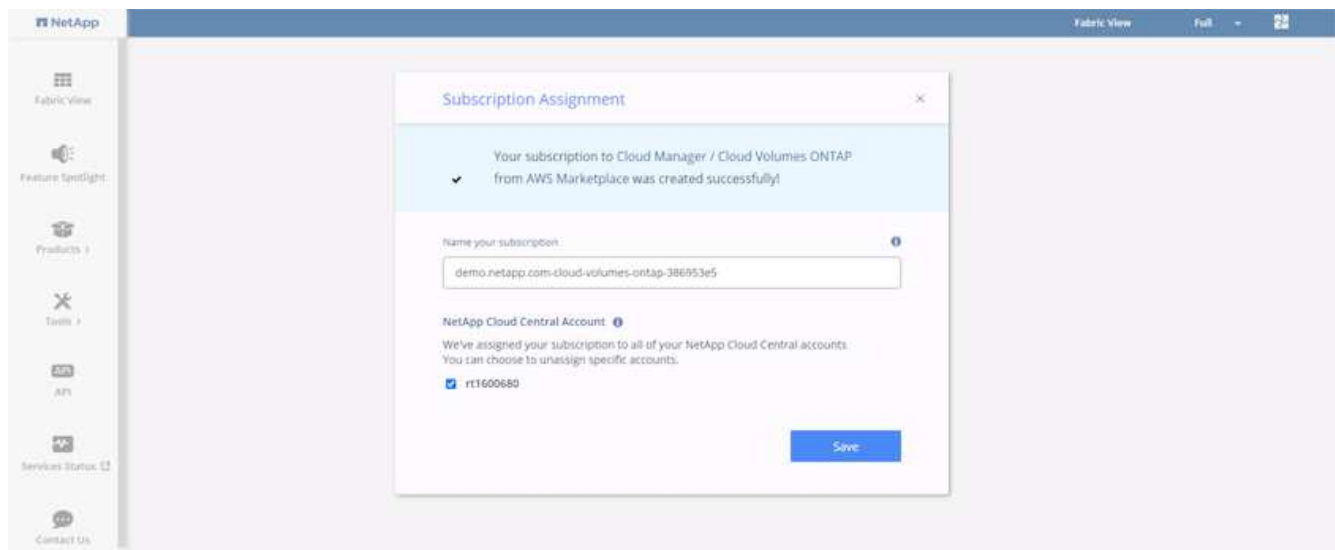 NetApp
Fabric View
Full
Fabric View
Feature Spotlight
Products
Tools
API
API
Services Status
Contact Us
Subscription Assignment
Your subscription to Cloud Manager / Cloud Volumes ONTAP
from AWS Marketplace was created successfully!
Name your subscription
demo.netapp.com-cloud-volumes-ontap-386953e5
NetApp Cloud Central Account
We've assigned your subscription to all of your NetApp Cloud Central accounts.
You can choose to unassign specific accounts.
rt1600680
Save